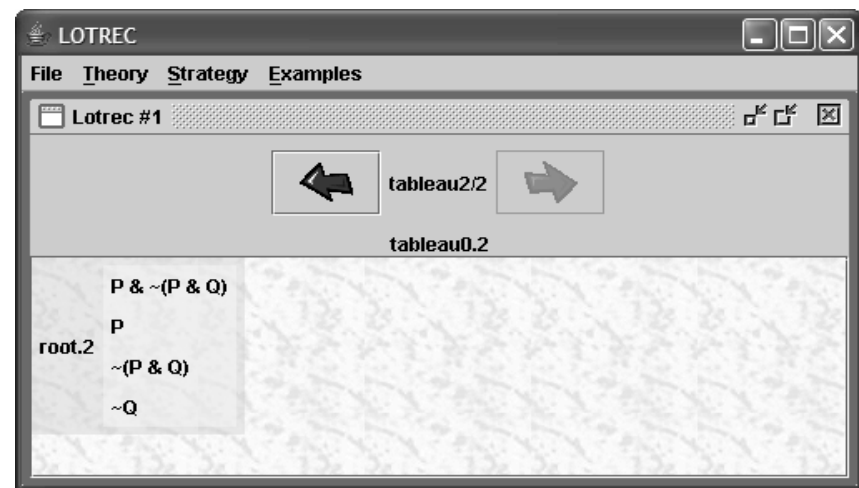 LOTREC
File Theory Strategy Examples
Lotrec #1
tableau2/2
tableau0.2
P & ~(P & Q)
P
root.2
~(P & Q)
~Q